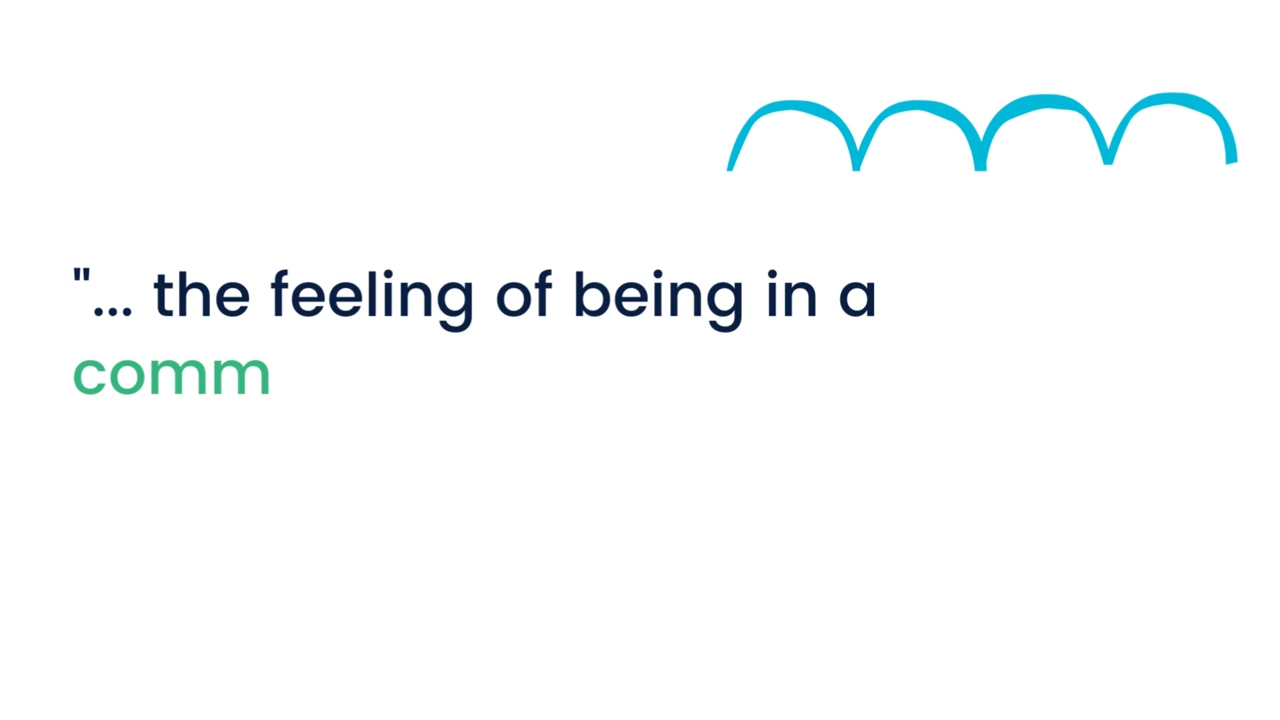 "... the feeling of being in a
comm